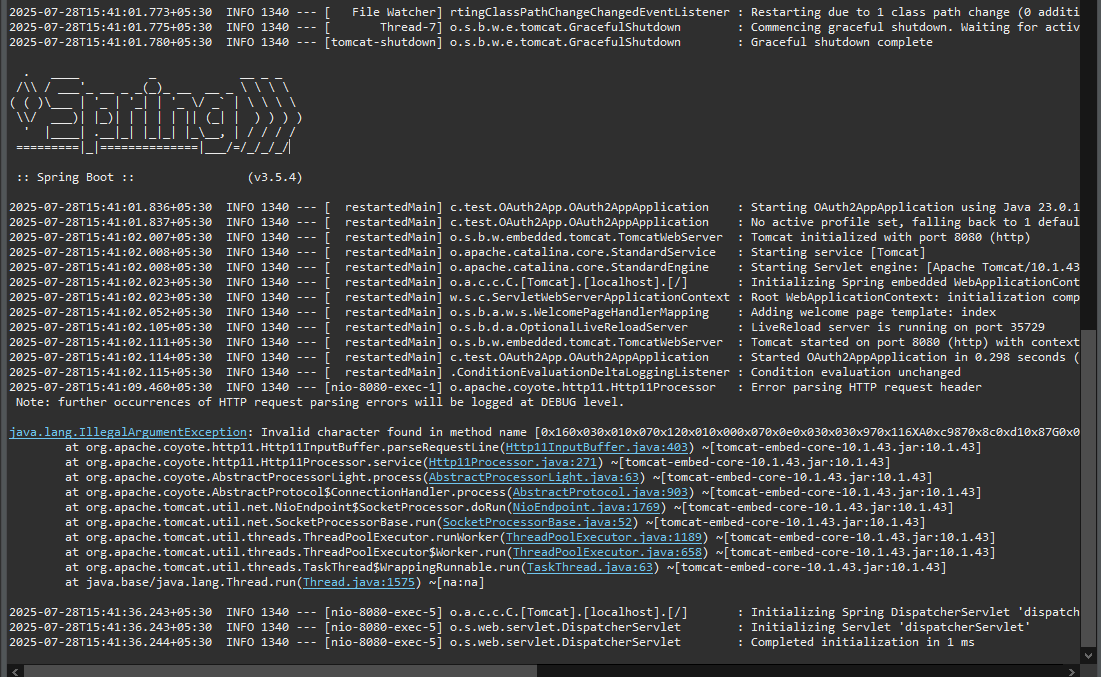 2025-07-28T15:41:01.773+05:30  INFO 1340 --- [   File Watcher] rtingClassPathChangeChangedEventListener : Restarting due to 1 class path change (0 additi
2025-07-28T15:41:01.775+05:30  INFO 1340 --- [       Thread-7] o.s.b.w.e.tomcat.GracefulShutdown        : Commencing graceful shutdown. Waiting for activ
2025-07-28T15:41:01.780+05:30  INFO 1340 --- [tomcat-shutdown] o.s.b.w.e.tomcat.GracefulShutdown        : Graceful shutdown complete
  .   ____          _            __ _ _
 /\\ / ___'_ __ _ _(_)_ __  __ _ \ \ \ \
( ( )\___ | '_ | '_| | '_ \/ _` | \ \ \ \
 \\/  ___)| |_)| | | | | || (_| |  ) ) ) )
  '  |____| .__|_| |_|_| |_\__, | / / / /
 =========|_|==============|___/=/_/_/_/
 :: Spring Boot ::                (v3.5.4)
2025-07-28T15:41:01.836+05:30  INFO 1340 --- [  restartedMain] c.test.OAuth2App.OAuth2AppApplication    : Starting OAuth2AppApplication using Java 23.0.1
2025-07-28T15:41:01.837+05:30  INFO 1340 --- [  restartedMain] c.test.OAuth2App.OAuth2AppApplication    : No active profile set, falling back to 1 defaul
2025-07-28T15:41:02.007+05:30  INFO 1340 --- [  restartedMain] o.s.b.w.embedded.tomcat.TomcatWebServer  : Tomcat initialized with port 8080 (http)
2025-07-28T15:41:02.008+05:30  INFO 1340 --- [  restartedMain] o.apache.catalina.core.StandardService   : Starting service [Tomcat]
2025-07-28T15:41:02.008+05:30  INFO 1340 --- [  restartedMain] o.apache.catalina.core.StandardEngine    : Starting Servlet engine: [Apache Tomcat/10.1.43
2025-07-28T15:41:02.023+05:30  INFO 1340 --- [  restartedMain] o.a.c.c.C.[Tomcat].[localhost].[/]       : Initializing Spring embedded WebApplicationCont
2025-07-28T15:41:02.023+05:30  INFO 1340 --- [  restartedMain] w.s.c.ServletWebServerApplicationContext : Root WebApplicationContext: initialization comp
2025-07-28T15:41:02.052+05:30  INFO 1340 --- [  restartedMain] o.s.b.a.w.s.WelcomePageHandlerMapping    : Adding welcome page template: index
2025-07-28T15:41:02.105+05:30  INFO 1340 --- [  restartedMain] o.s.b.d.a.OptionalLiveReloadServer       : LiveReload server is running on port 35729
2025-07-28T15:41:02.111+05:30  INFO 1340 --- [  restartedMain] o.s.b.w.embedded.tomcat.TomcatWebServer  : Tomcat started on port 8080 (http) with context
2025-07-28T15:41:02.114+05:30  INFO 1340 --- [  restartedMain] c.test.OAuth2App.OAuth2AppApplication    : Started OAuth2AppApplication in 0.298 seconds (
2025-07-28T15:41:02.115+05:30  INFO 1340 --- [  restartedMain] .ConditionEvaluationDeltaLoggingListener : Condition evaluation unchanged
2025-07-28T15:41:09.460+05:30  INFO 1340 --- [nio-8080-exec-1] o.apache.coyote.http11.Http11Processor   : Error parsing HTTP request header
 Note: further occurrences of HTTP request parsing errors will be logged at DEBUG level.
java.lang.IllegalArgumentException: Invalid character found in method name [0x160x030x010x070x120x010x000x070x0e0x030x030x970x116XA0xc9870x8c0xd10x87G0x0
	at org.apache.coyote.http11.Http11InputBuffer.parseRequestLine(Http11InputBuffer.java:403) ~[tomcat-embed-core-10.1.43.jar:10.1.43]
	at org.apache.coyote.http11.Http11Processor.service(Http11Processor.java:271) ~[tomcat-embed-core-10.1.43.jar:10.1.43]
	at org.apache.coyote.AbstractProcessorLight.process(AbstractProcessorLight.java:63) ~[tomcat-embed-core-10.1.43.jar:10.1.43]
	at org.apache.coyote.AbstractProtocol$ConnectionHandler.process(AbstractProtocol.java:903) ~[tomcat-embed-core-10.1.43.jar:10.1.43]
	at org.apache.tomcat.util.net.NioEndpoint$SocketProcessor.doRun(NioEndpoint.java:1769) ~[tomcat-embed-core-10.1.43.jar:10.1.43]
	at org.apache.tomcat.util.net.SocketProcessorBase.run(SocketProcessorBase.java:52) ~[tomcat-embed-core-10.1.43.jar:10.1.43]
	at org.apache.tomcat.util.threads.ThreadPoolExecutor.runWorker(ThreadPoolExecutor.java:1189) ~[tomcat-embed-core-10.1.43.jar:10.1.43]
	at org.apache.tomcat.util.threads.ThreadPoolExecutor$Worker.run(ThreadPoolExecutor.java:658) ~[tomcat-embed-core-10.1.43.jar:10.1.43]
	at org.apache.tomcat.util.threads.TaskThread$WrappingRunnable.run(TaskThread.java:63) ~[tomcat-embed-core-10.1.43.jar:10.1.43]
	at java.base/java.lang.Thread.run(Thread.java:1575) ~[na:na]
2025-07-28T15:41:36.243+05:30  INFO 1340 --- [nio-8080-exec-5] o.a.c.c.C.[Tomcat].[localhost].[/]       : Initializing Spring DispatcherServlet 'dispatch
2025-07-28T15:41:36.243+05:30  INFO 1340 --- [nio-8080-exec-5] o.s.web.servlet.DispatcherServlet        : Initializing Servlet 'dispatcherServlet'
2025-07-28T15:41:36.244+05:30  INFO 1340 --- [nio-8080-exec-5] o.s.web.servlet.DispatcherServlet        : Completed initialization in 1 ms